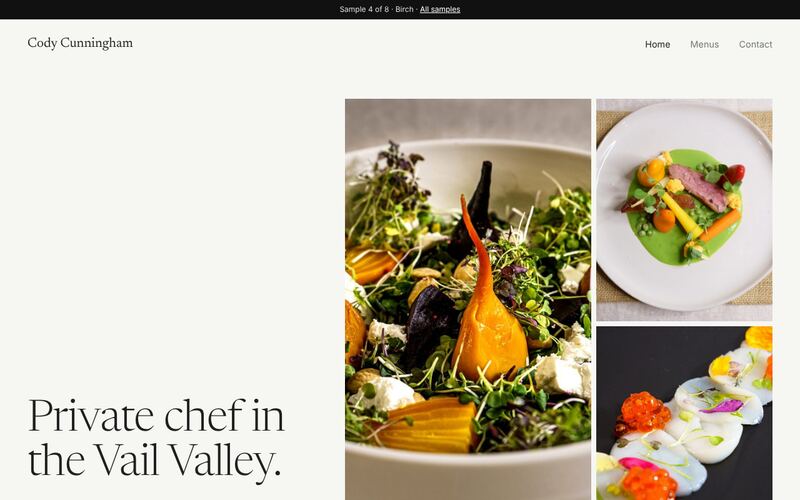 Sample 4 of 8 · Birch · All samples
Cody Cunningham
Home
Menus
Contact
Private chef in
the Vail Valley.